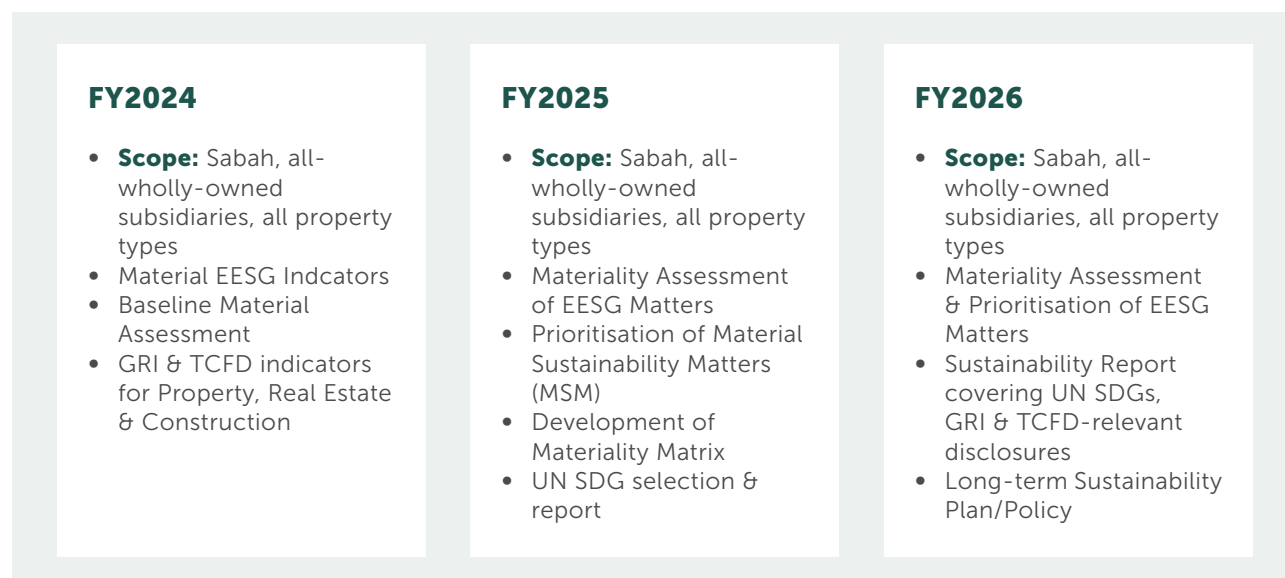 FY2024
• Scope: Sabah, all-
wholly-owned
subsidiaries, all property
types
• Material EESG Indcators
• Baseline Material
Assessment
• GRI & TCFD indicators
for Property, Real Estate
& Construction
FY2025
• Scope: Sabah, all-
wholly-owned
subsidiaries, all property
types
• Materiality Assessment
of EESG Matters
• Prioritisation of Material
Sustainability Matters
(MSM)
• Development of
Materiality Matrix
• UN SDG selection &
report
FY2026
• Scope: Sabah, all-
wholly-owned
subsidiaries, all property
types
• Materiality Assessment
& Prioritisation of EESG
Matters
• Sustainability Report
covering UN SDGs,
GRI & TCFD-relevant
disclosures
• Long-term Sustainability
Plan/Policy